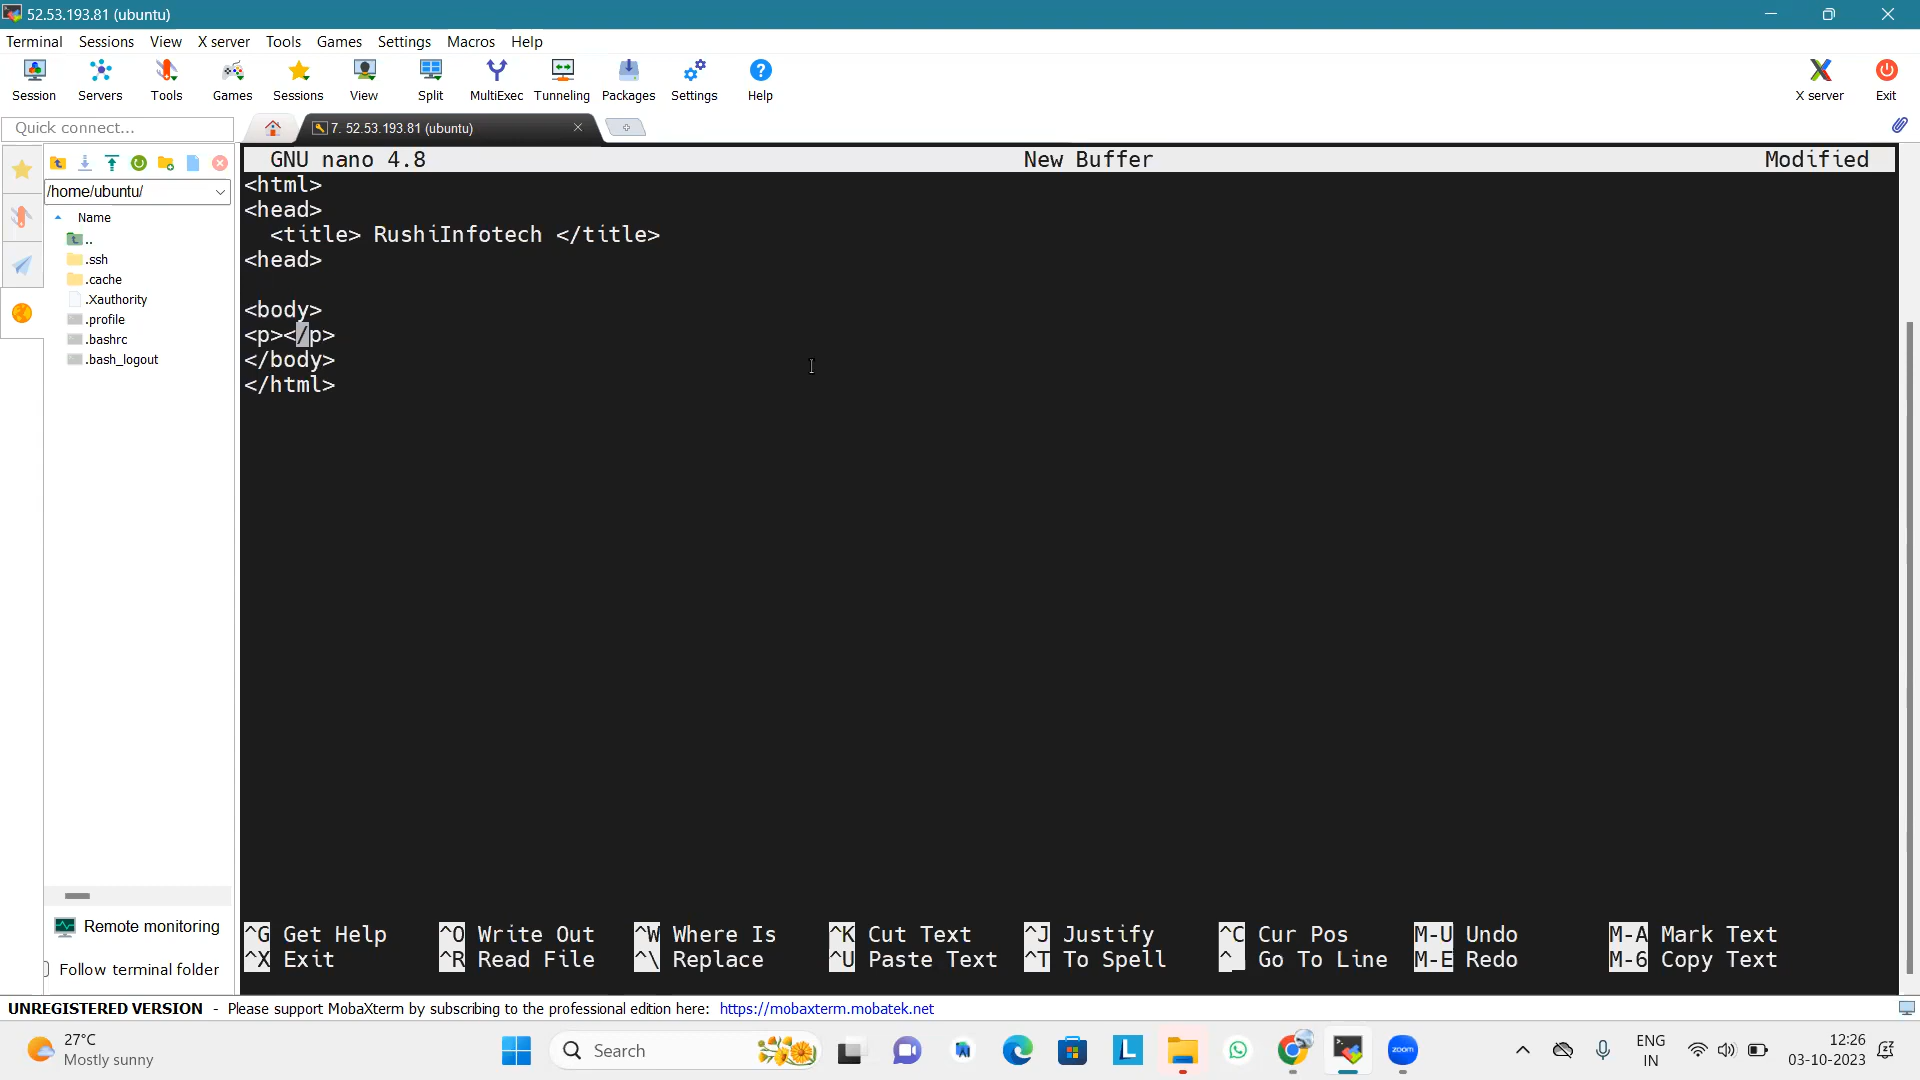 52.53.193.81 (ubuntu)
Terminal Sessions View X server Tools Games Settings Macros Help
Session Servers Tools Games Sessions View Split MultiExec Tunneling Packages Settings Help X server Exit
Quick connect... 7. 52.53.193.81 (ubuntu)
/home/ubuntu/
Name
..
.ssh
.cache
.Xauthority
.profile
.bashrc
.bash_logout
Remote monitoring
Follow terminal folder
GNU nano 4.8 New Buffer Modified
<html>
<head>
<title> RushiInfotech </title>
<head>
<body>
<p></p>
</body>
</html>
^G Get Help ^O Write Out ^W Where Is ^K Cut Text ^J Justify ^C Cur Pos M-U Undo M-A Mark Text
^X Exit ^R Read File ^\ Replace ^U Paste Text ^T To Spell ^_ Go To Line M-E Redo M-6 Copy Text
UNREGISTERED VERSION - Please support MobaXterm by subscribing to the professional edition here: https://mobaxterm.mobatek.net
27°C
Mostly sunny
Search
zoom
ENG
IN
12:26
03-10-2023